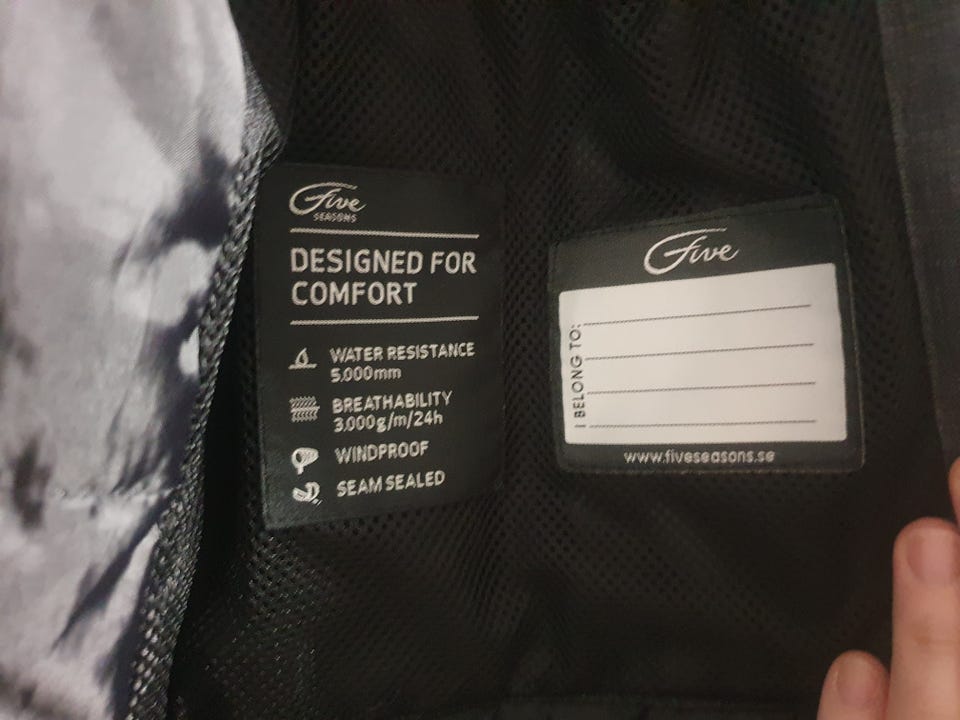 Five
SEASONS
DESIGNED FOR
COMFORT
WATER RESISTANCE
5.000mm
BREATHABILITY
3.000g/m/24h
WINDPROOF
SEAM SEALED
Five
I BELONG TO:
www.fiveseasons.se